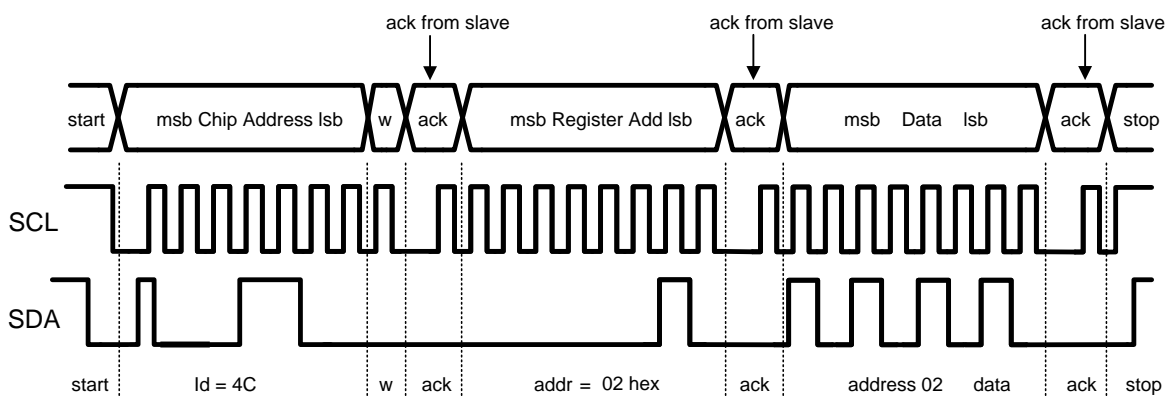 ack from slave ack from slave ack from slave
start msb Chip Address lsb w ack msb Register Add lsb ack msb Data lsb ack stop
SCL
SDA
start Id = 4C w ack addr = 02 hex ack address 02 data ack stop